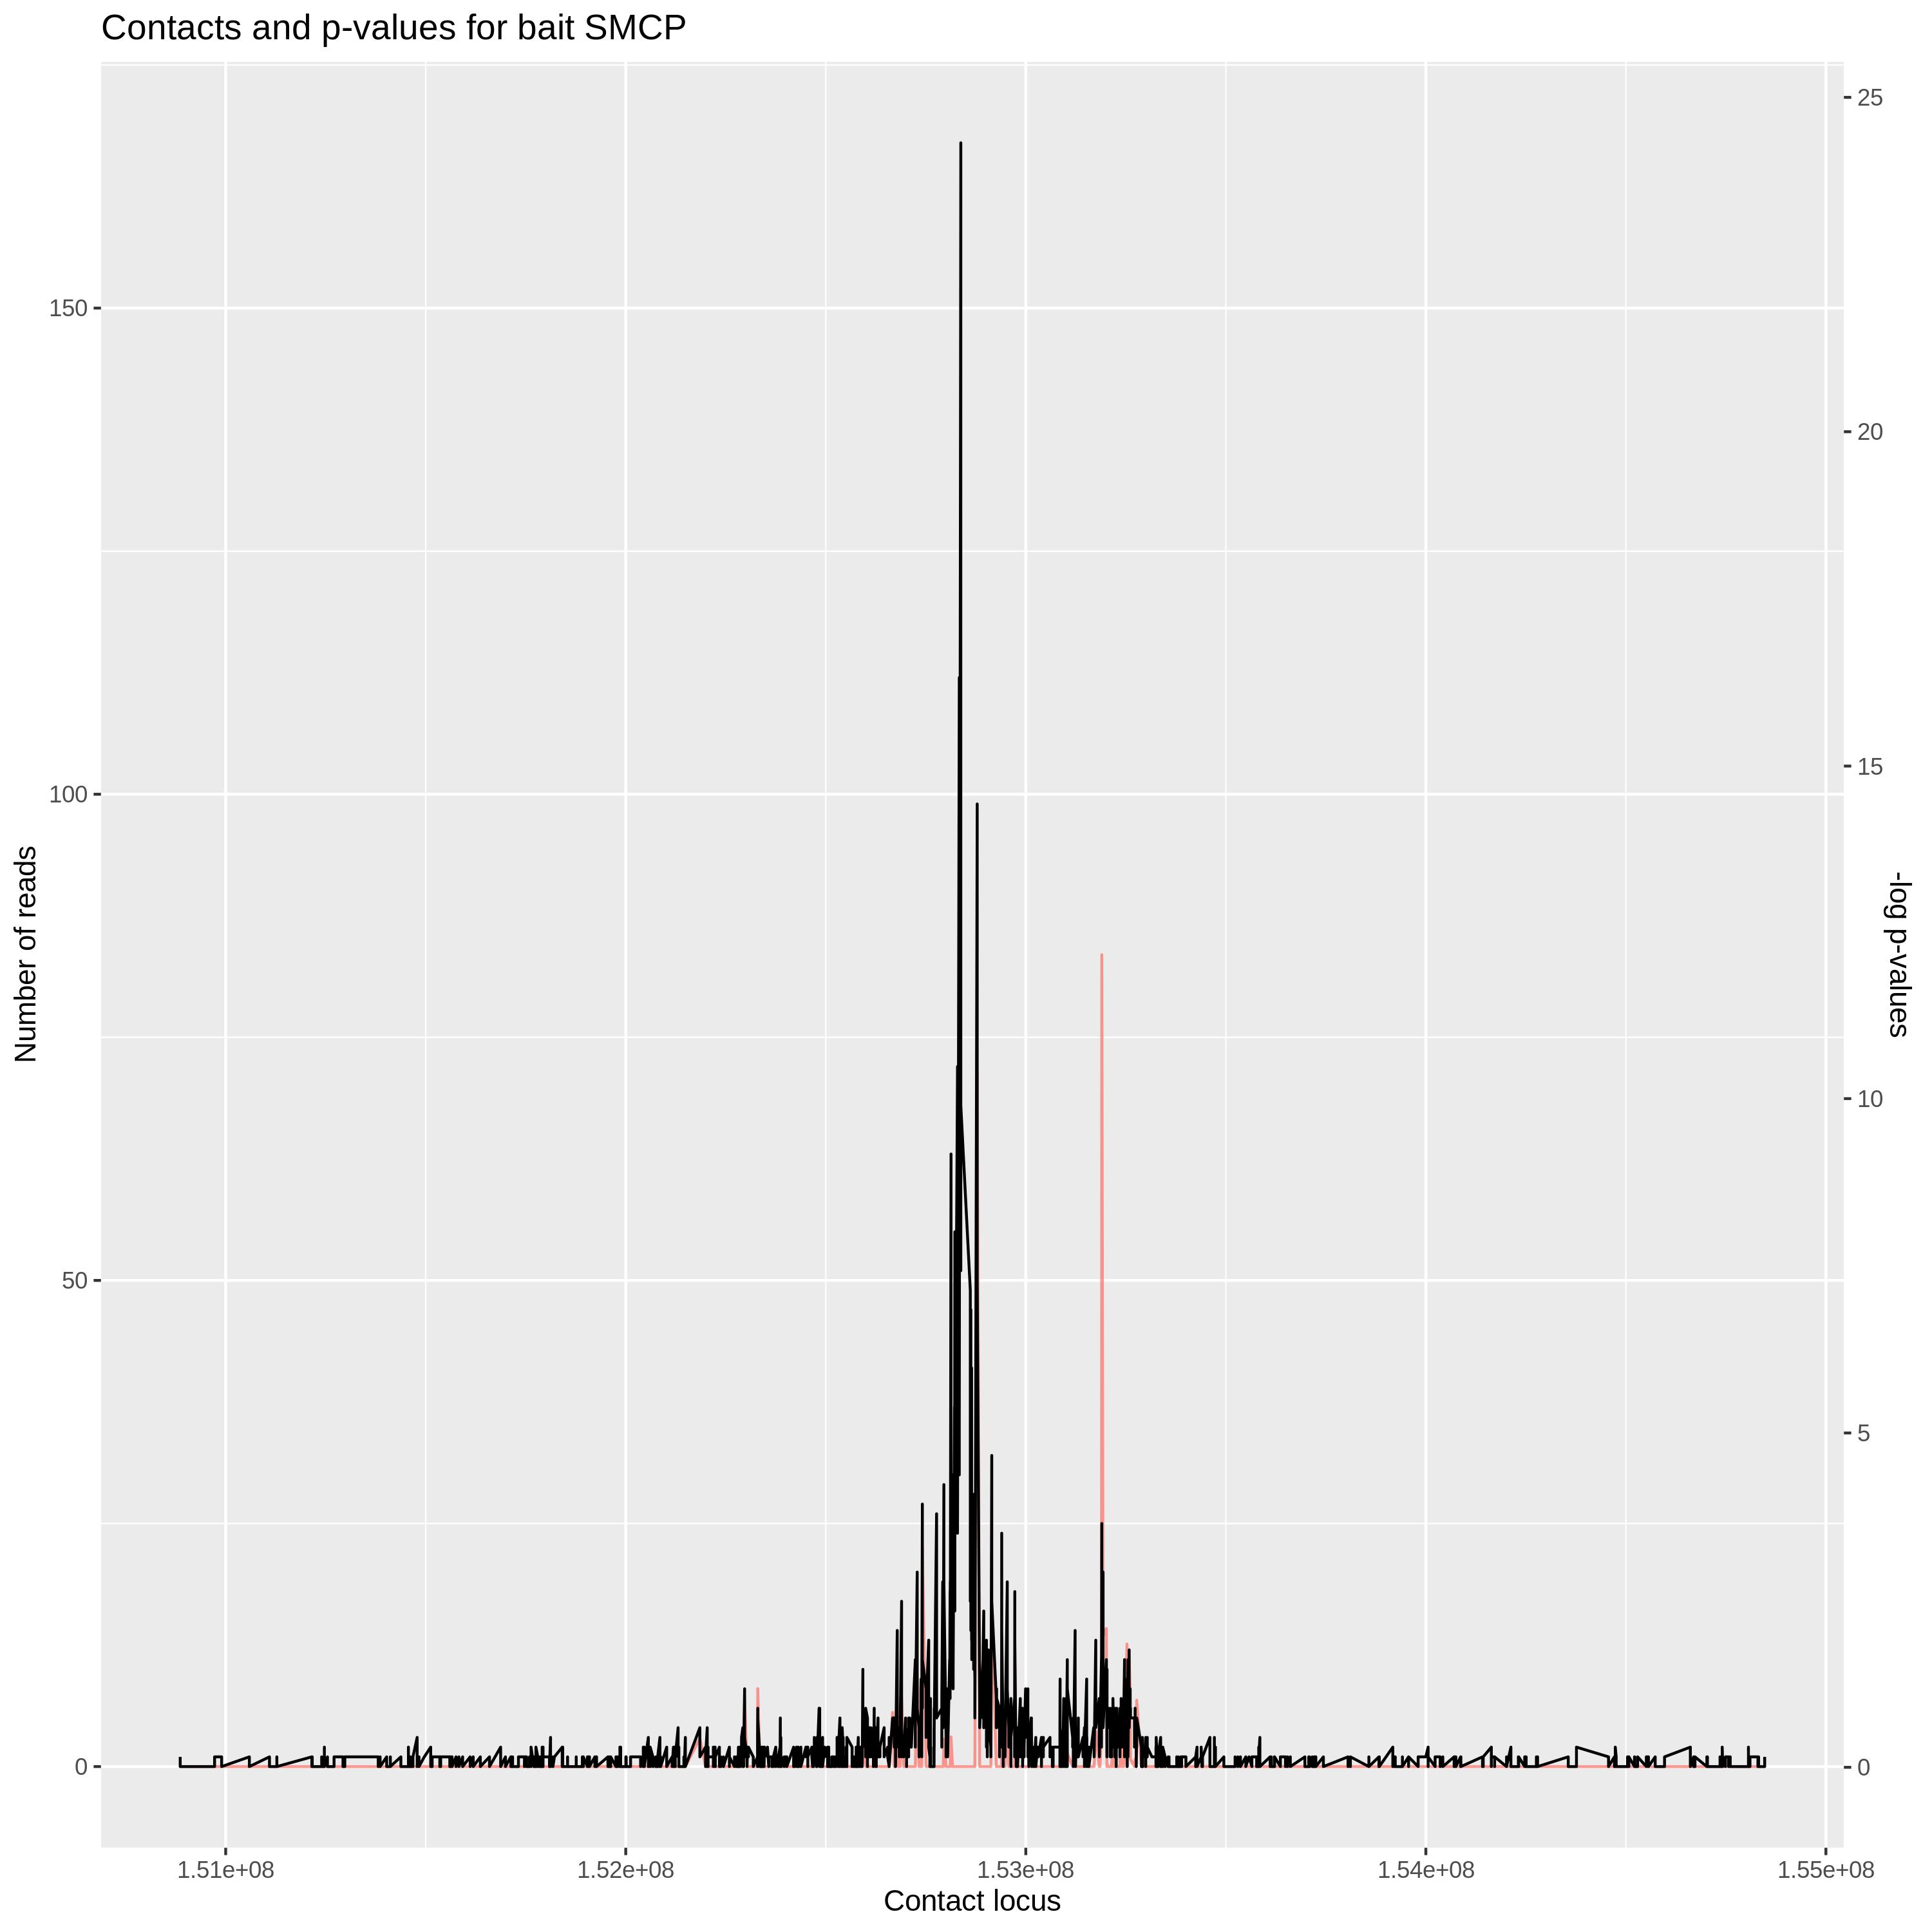 Contacts and p-values for bait SMCP
25
150
20
100
15
Number of reads
-log p-values
10
50
5
0
0
1.51e+08 1.52e+08 1.53e+08 1.54e+08 1.55e+08
Contact locus